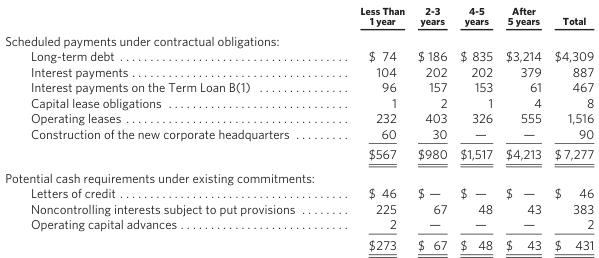 Less Than 2-3 4-5 After
1 year years years 5 years Total
Scheduled payments under contractual obligations:
Long-term debt . . . . . . . . . . . . . . . . . . . . . . . . . . . . . . . . . . . . . $ 74 $ 186 $ 835 $3,214 $4,309
Interest payments . . . . . . . . . . . . . . . . . . . . . . . . . . . . . . . . . . . 104 202 202 379 887
Interest payments on the Term Loan B(1) . . . . . . . . . . . . . . 96 157 153 61 467
Capital lease obligations . . . . . . . . . . . . . . . . . . . . . . . . . . . . . 1 2 1 4 8
Operating leases . . . . . . . . . . . . . . . . . . . . . . . . . . . . . . . . . . . . 232 403 326 555 1,516
Construction of the new corporate headquarters . . . . . . . . . 60 30 — — 90
$567 $980 $1,517 $4,213 $ 7,277
Potential cash requirements under existing commitments:
Letters of credit . . . . . . . . . . . . . . . . . . . . . . . . . . . . . . . . . . . . . $ 46 $ — $ — $ — $ 46
Noncontrolling interests subject to put provisions . . . . . . . . 225 67 48 43 383
Operating capital advances . . . . . . . . . . . . . . . . . . . . . . . . . . . 2 — — — 2
$273 $ 67 $ 48 $ 43 $ 431